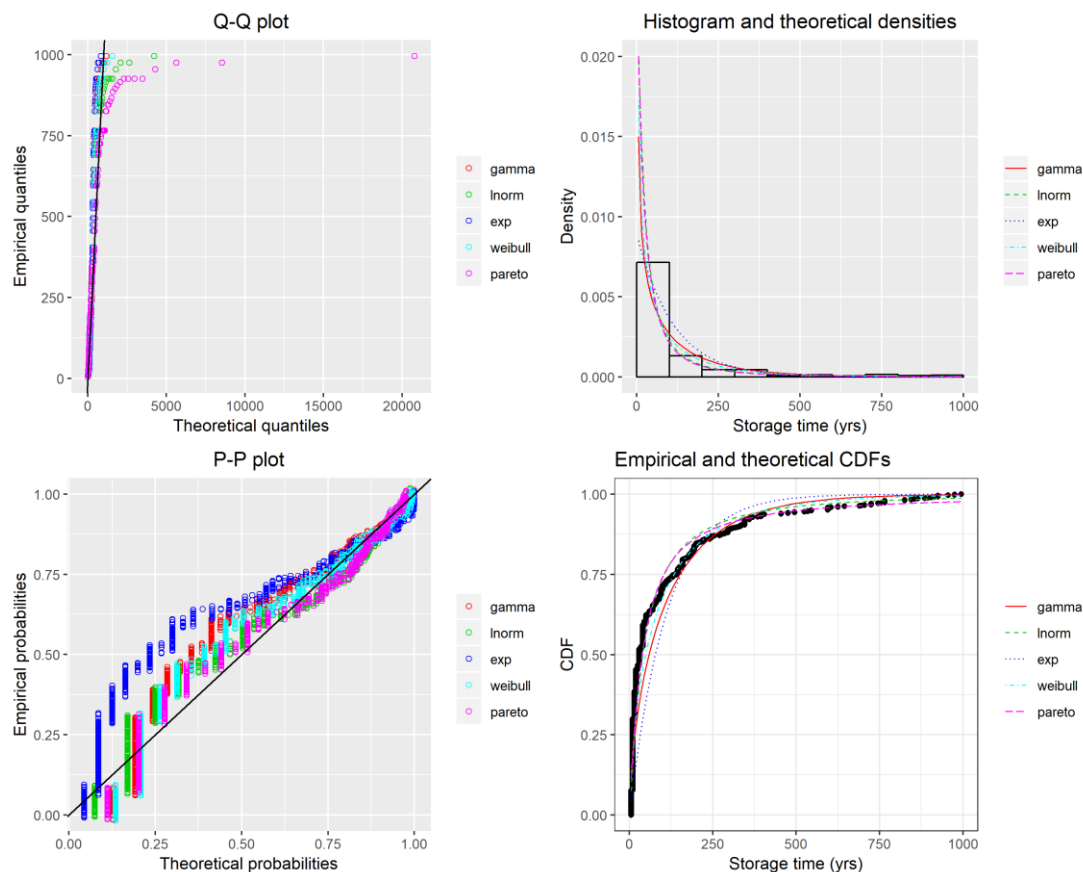 Q-Q plot
Empirical quantiles
1000
750
500
250
0
0
5000
10000
15000
20000
Theoretical quantiles
gamma
lnorm
exp
weibull
pareto
Histogram and theoretical densities
Density
0.020
0.015
0.010
0.005
0.000
0
250
500
750
1000
Storage time (yrs)
gamma
lnorm
exp
weibull
pareto
P-P plot
Empirical probabilities
1.00
0.75
0.50
0.25
0.00
0.00
0.25
0.50
0.75
1.00
Theoretical probabilities
gamma
lnorm
exp
weibull
pareto
Empirical and theoretical CDFs
CDF
1.00
0.75
0.50
0.25
0.00
0
250
500
750
1000
Storage time (yrs)
gamma
lnorm
exp
weibull
pareto